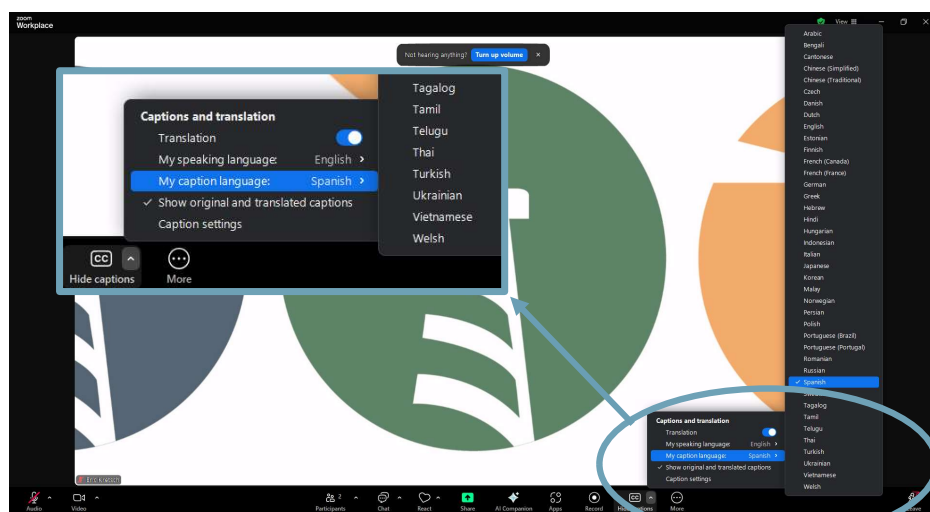 zoom
Workplace
View
Not hearing anything? Turn up volume
Captions and translation
Translation
My speaking language: English
My caption language: Spanish
Show original and translated captions
Caption settings
Hide captions
More
Tagalog
Tamil
Telugu
Thai
Turkish
Ukrainian
Vietnamese
Welsh
Arabic
Bengali
Cantonese
Chinese (Simplified)
Chinese (Traditional)
Czech
Danish
Dutch
English
Estonian
Finnish
French (Canada)
French (France)
German
Greek
Hebrew
Hindi
Hungarian
Indonesian
Italian
Japanese
Korean
Malay
Norwegian
Persian
Polish
Portuguese (Brazil)
Portuguese (Portugal)
Romanian
Russian
Spanish
Tagalog
Tamil
Telugu
Thai
Turkish
Ukrainian
Vietnamese
Welsh
Captions and translation
Translation
My speaking language: English
My caption language: Spanish
Show original and translated captions
Caption settings
Audio
Video
Participants 2
Chat
React
Share
AI Companion
Apps
Record
Hide captions
More